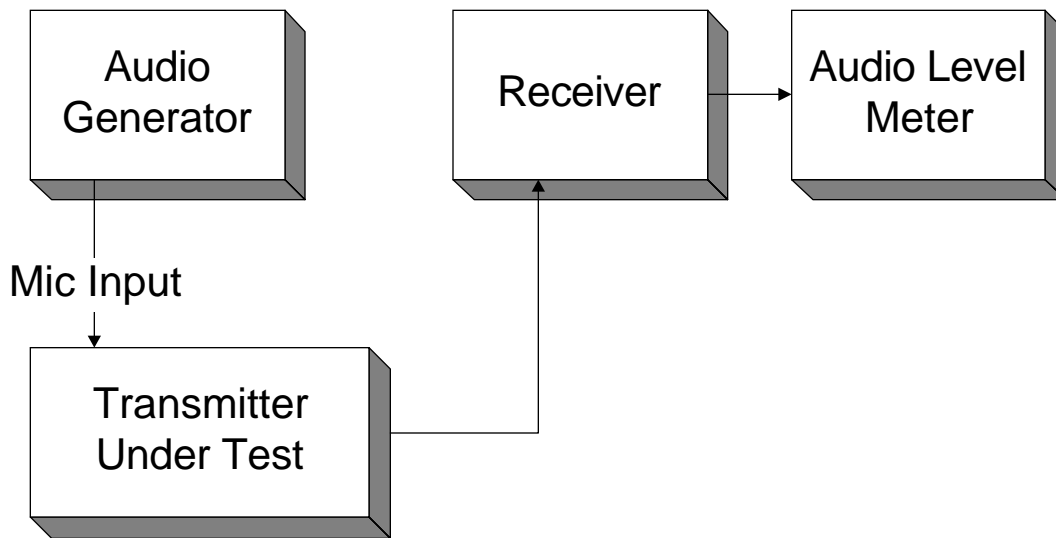 Audio
Generator
Receiver
Audio Level
Meter
Mic Input
Transmitter
Under Test